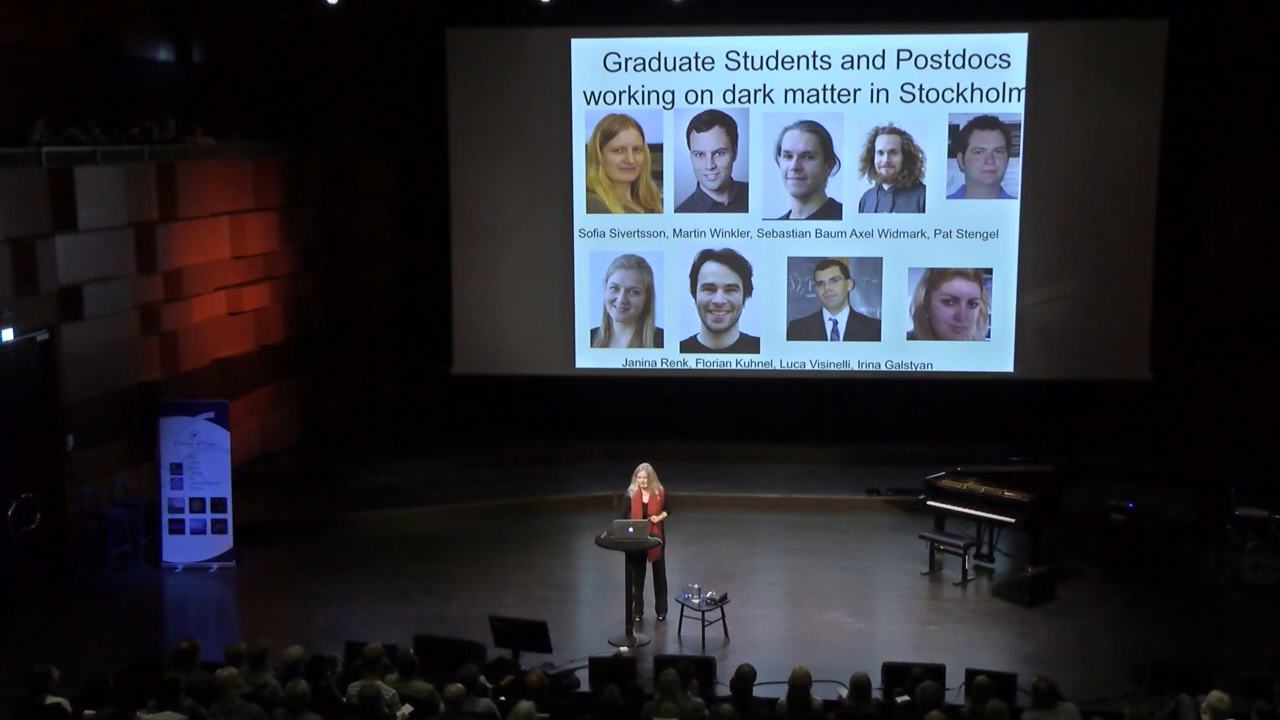 Graduate Students and Postdocs
working on dark matter in Stockholm
Sofia Sivertsson, Martin Winkler, Sebastian Baum Axel Widmark, Pat Stengel
Janina Renk, Florian Kuhnel, Luca Visinelli, Irina Galstyan